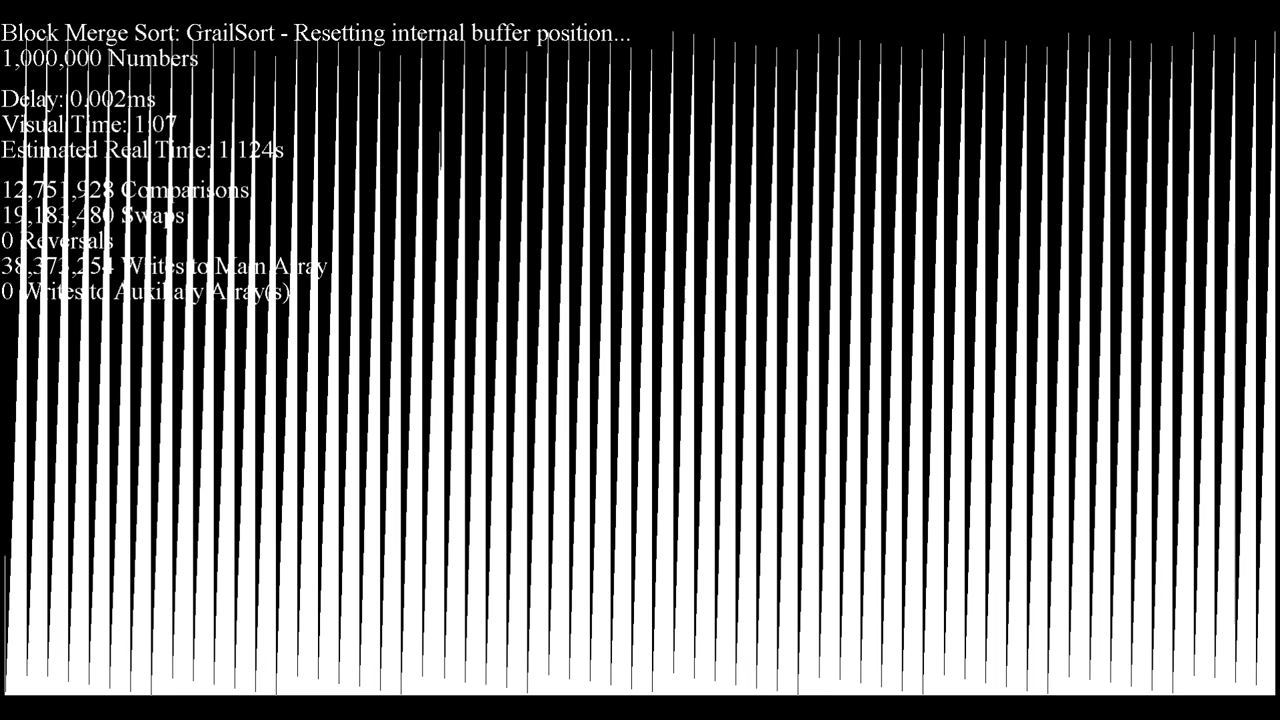 Block Merge Sort: GrailSort - Resetting internal buffer position...
1,000,000 Numbers
Delay: 0.002ms
Visual Time: 1:07
Estimated Real Time: 1.124s
12,751,928 Comparisons
19,183,480 Swaps
0 Reversals
38,373,254 Writes to Main Array
0 Writes to Auxiliary Array(s)